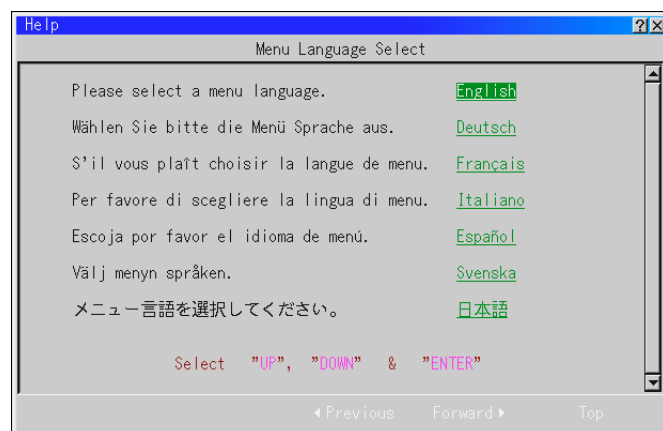 Help
Menu Language Select
Please select a menu language. English
Wählen Sie bitte die Menü Sprache aus. Deutsch
S'il vous plaît choisir la langue de menu. Français
Per favore di scegliere la lingua di menu. Italiano
Escoja por favor el idioma de menú. Español
Välj menyn språken. Svenska
メニュー言語を選択してください。 日本語
Select "UP", "DOWN" & "ENTER"
Previous Forward Top